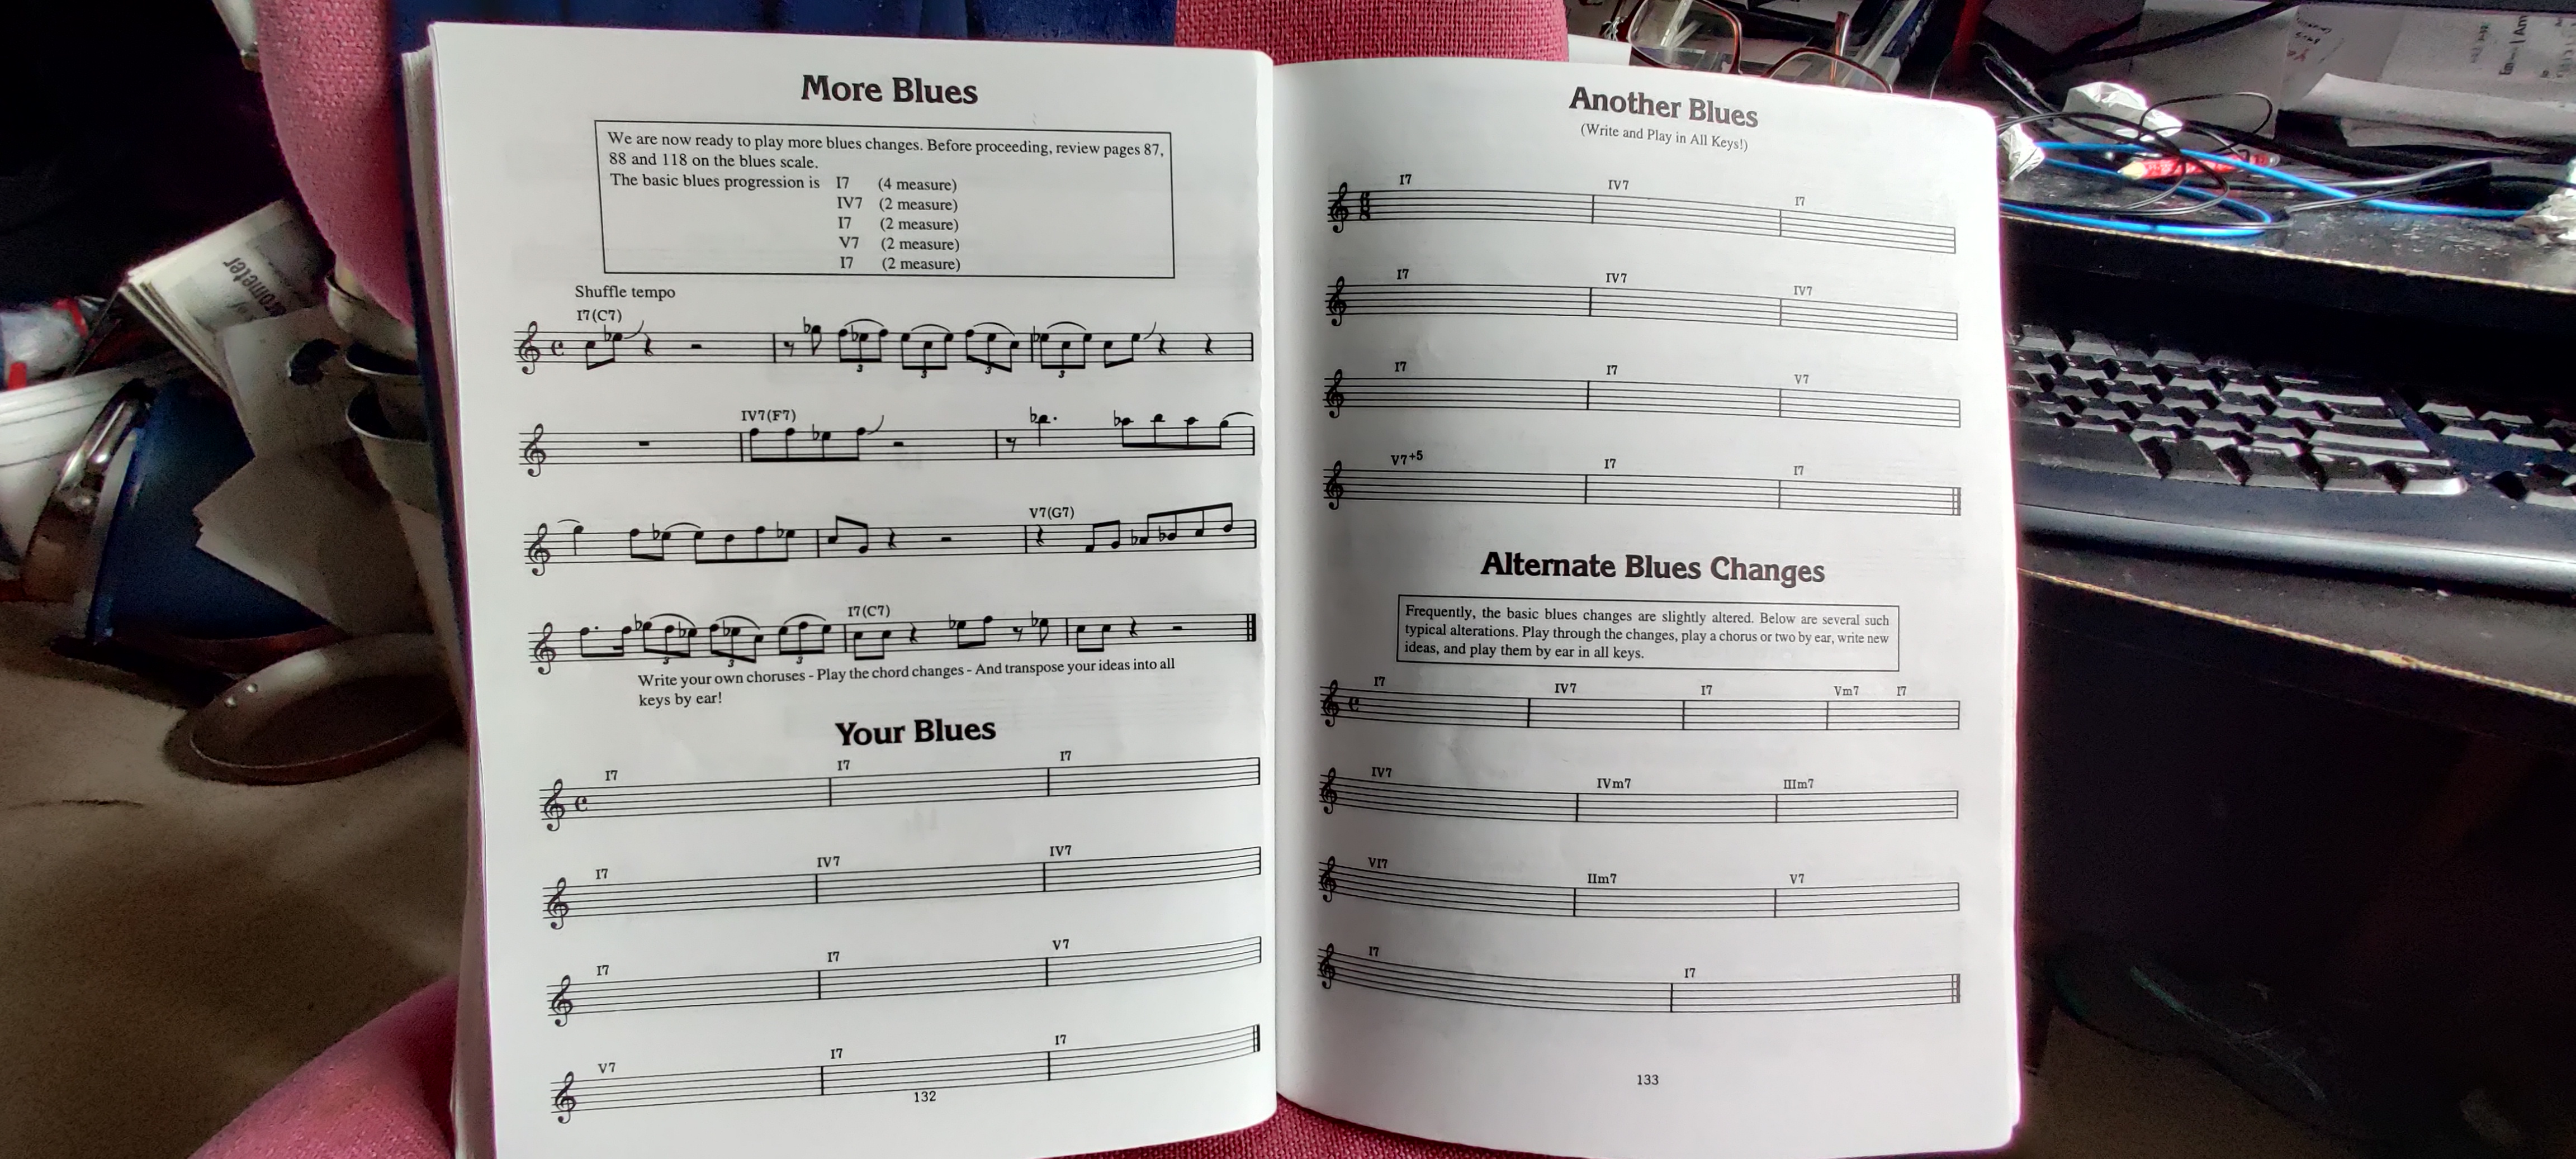 More Blues
We are now ready to play more blues changes. Before proceeding, review pages 87,
88 and 118 on the blues scale.
The basic blues progression is I7 (4 measure)
IV7 (2 measure)
I7 (2 measure)
V7 (2 measure)
I7 (2 measure)
Shuffle tempo
I7(C7)
3 3 3 3
IV7(F7)
V7(G7)
I7(C7)
3 3 3
Write your own choruses - Play the chord changes - And transpose your ideas into all
keys by ear!
Your Blues
I7 I7 I7
I7 IV7 IV7
I7 I7 V7
V7 I7 I7
132
Another Blues
(Write and Play in All Keys!)
I7 IV7 I7
I7 IV7 IV7
I7 I7 V7
V7+5 I7 I7
Alternate Blues Changes
Frequently, the basic blues changes are slightly altered. Below are several such
typical alterations. Play through the changes, play a chorus or two by ear, write new
ideas, and play them by ear in all keys.
I7 IV7 I7 Vm7 I7
IV7 IVm7 IIIm7
VI7 IIm7 V7
I7 I7
133
rometer